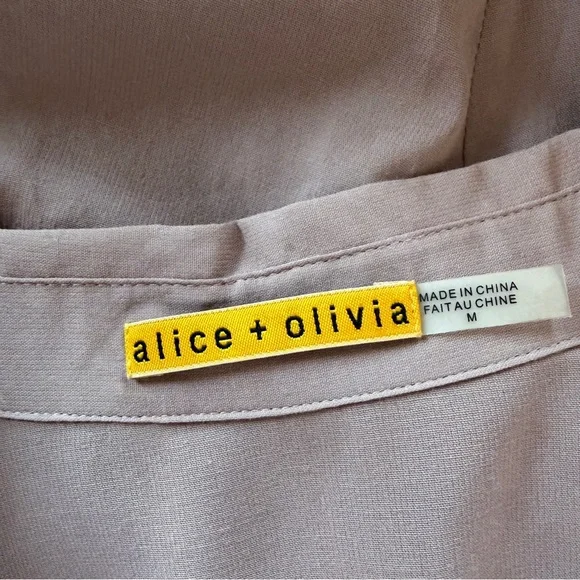 alice + olivia
MADE IN CHINA
FAIT AU CHINE
M